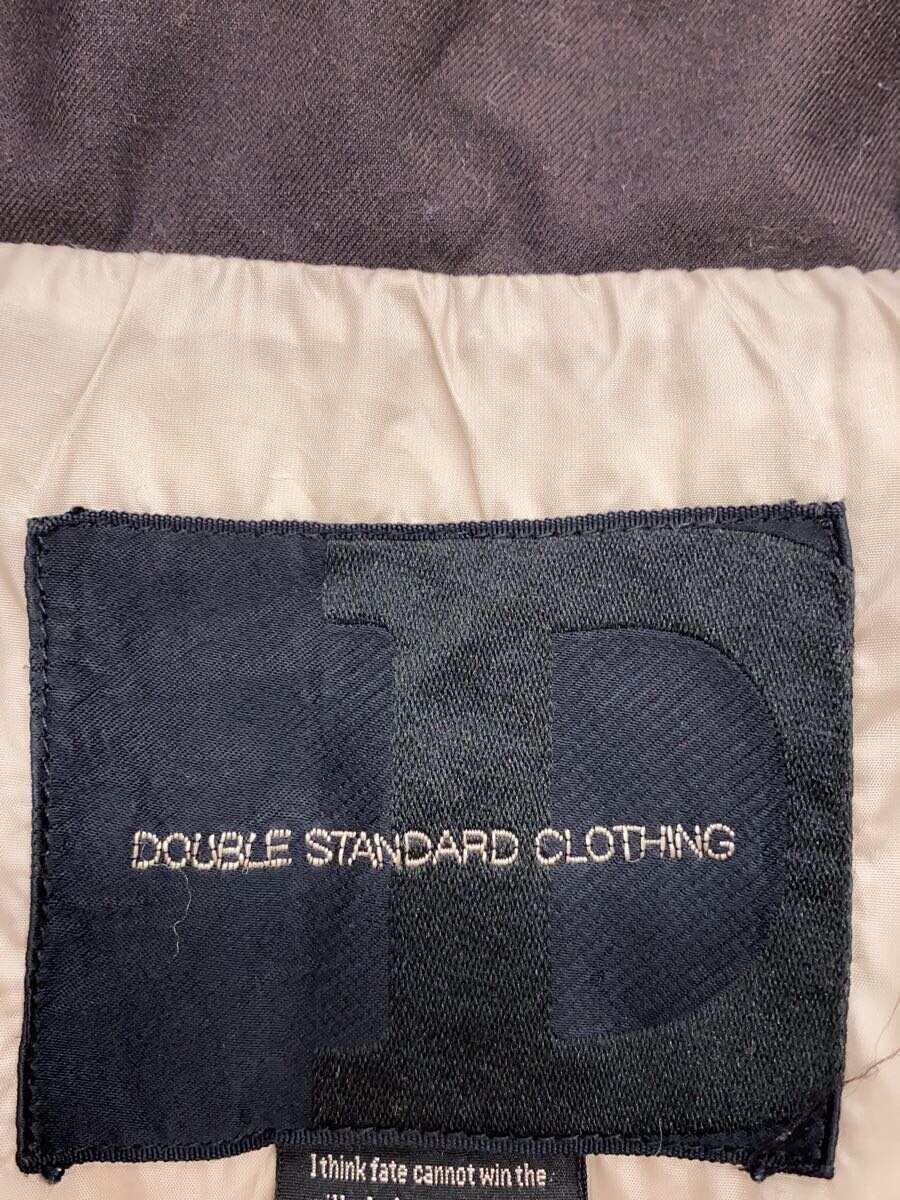 D
DOUBLE STANDARD CLOTHING
I think fate cannot win the